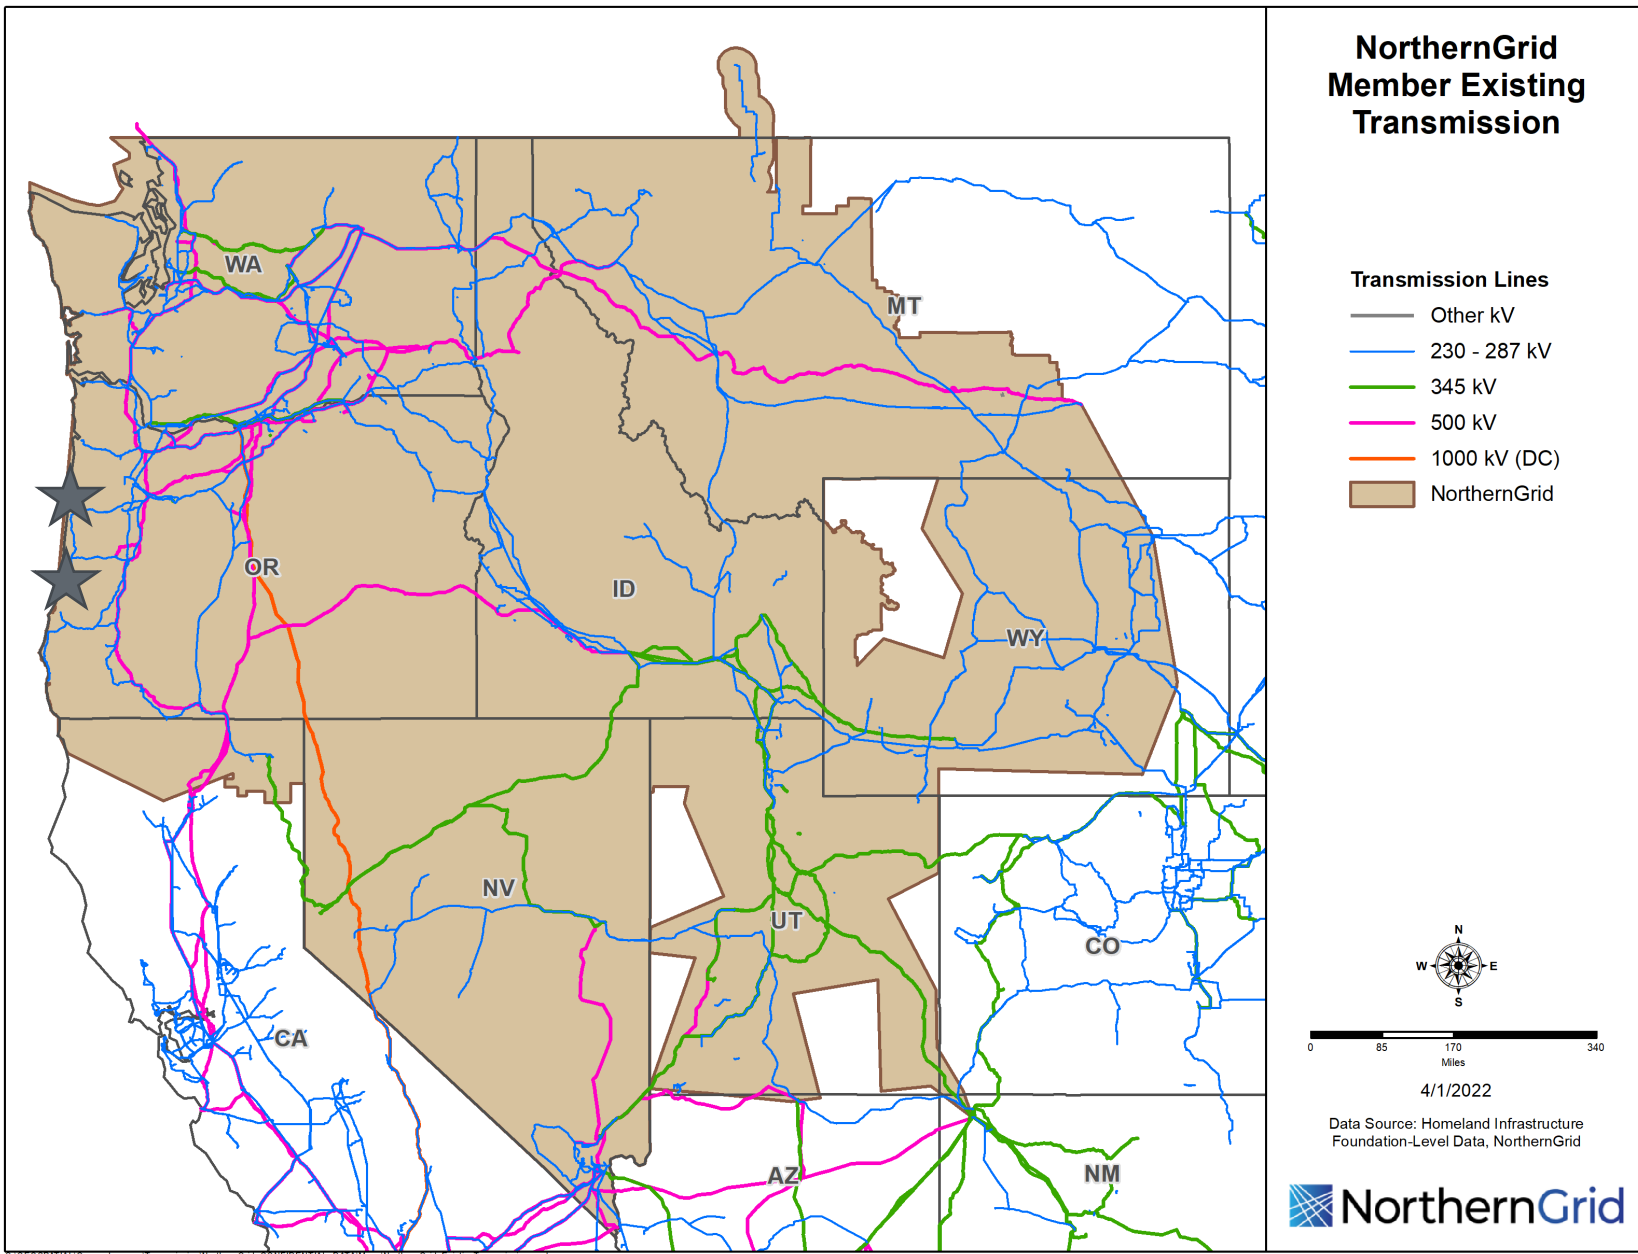 NorthernGrid
Member Existing
Transmission
Transmission Lines
Other kV
230 - 287 kV
345 kV
500 kV
1000 kV (DC)
NorthernGrid
WA
MT
OR
ID
WY
NV
UT
CO
CA
AZ
NM
N
W
E
S
0 85 170 340
Miles
4/1/2022
Data Source: Homeland Infrastructure
Foundation-Level Data, NorthernGrid
NorthernGrid